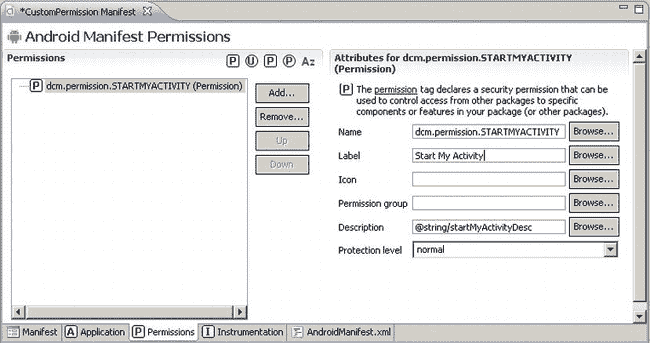 *CustomPermission Manifest
Android Manifest Permissions
Permissions
P U P P Az
P dcm.permission.STARTMYACTIVITY (Permission)
Add...
Remove...
Up
Down
Attributes for dcm.permission.STARTMYACTIVITY
(Permission)
P The permission tag declares a security permission that can be
used to control access from other packages to specific
components or features in your package (or other packages).
Name dcm.permission.STARTMYACTIVITY Browse...
Label Start My Activity Browse...
Icon Browse...
Permission group Browse...
Description @string/startMyActivityDesc Browse...
Protection level normal
Manifest A Application P Permissions I Instrumentation AndroidManifest.xml